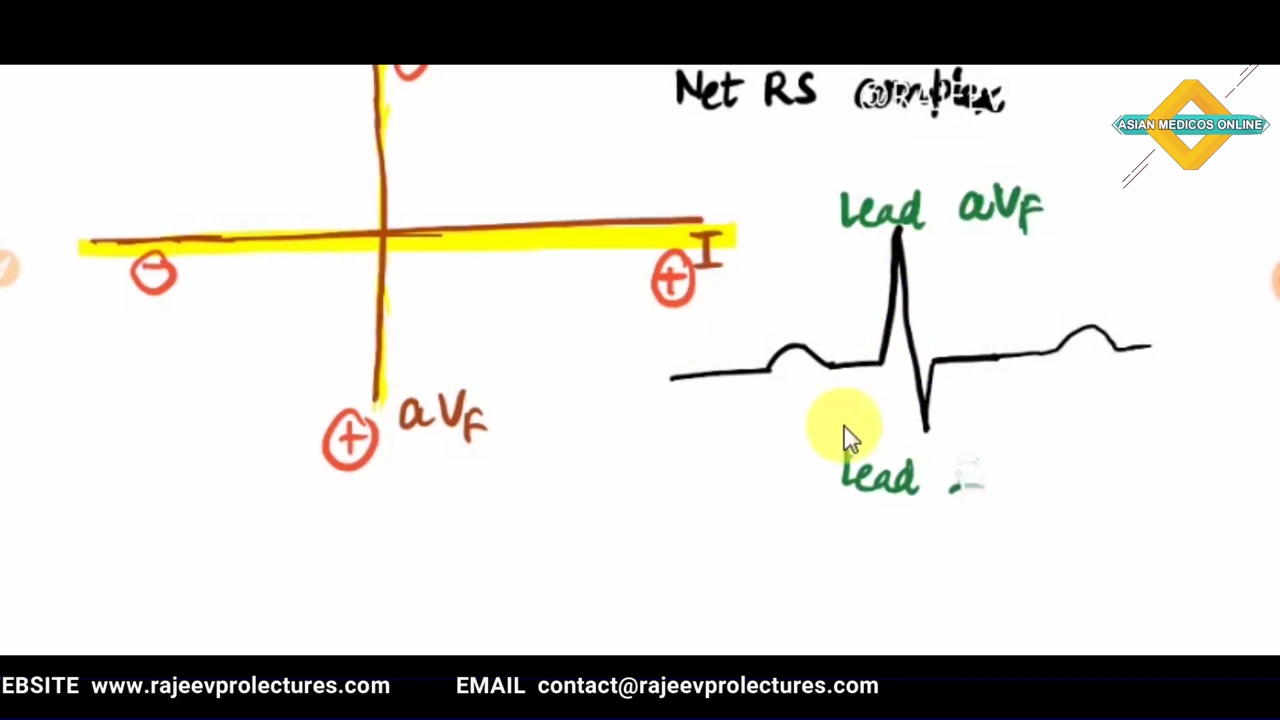 Net RS
ASIAN MEDICOS ONLINE
Lead aVF
I
aVF
Lead
EBSITE www.rajeevprolectures.com EMAIL contact@rajeevprolectures.com